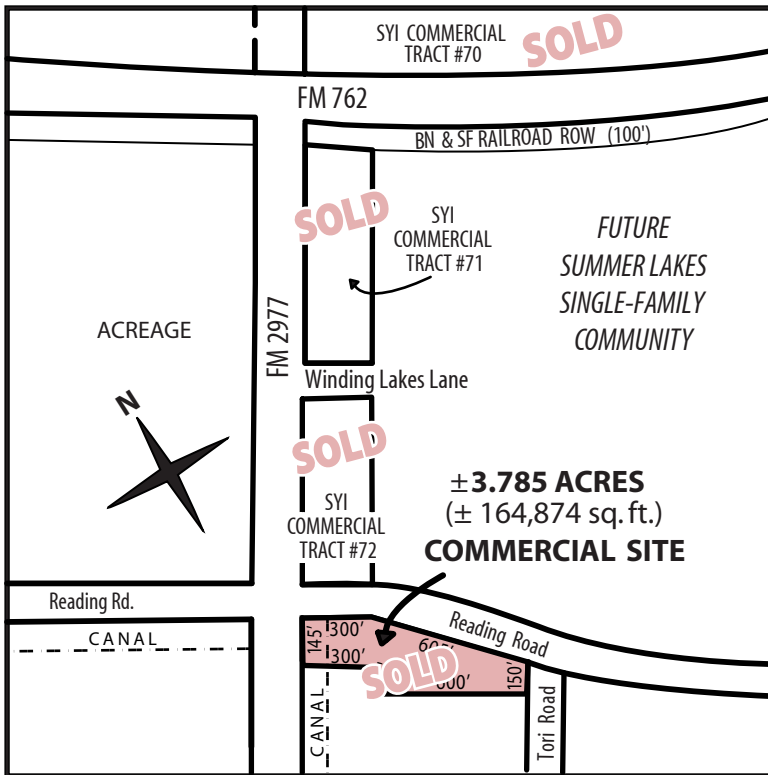 SYI COMMERCIAL
TRACT #70
SOLD
FM 762
BN & SF RAILROAD ROW (100')
SOLD
SYI
COMMERCIAL
TRACT #71
FUTURE
SUMMER LAKES
SINGLE-FAMILY
COMMUNITY
ACREAGE
FM 2977
Winding Lakes Lane
N
SOLD
SYI
COMMERCIAL
TRACT #72
±3.785 ACRES
(± 164,874 sq. ft.)
COMMERCIAL SITE
Reading Rd.
CANAL
Reading Road
145'
300'
300'
SOLD
150'
CANAL
Tori Road